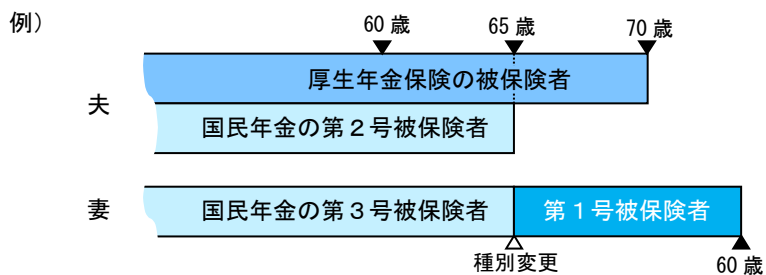 例）
60 歳
65 歳
70 歳
厚生年金保険の被保険者
夫
国民年金の第２号被保険者
妻
国民年金の第３号被保険者
第１号被保険者
種別変更
60 歳